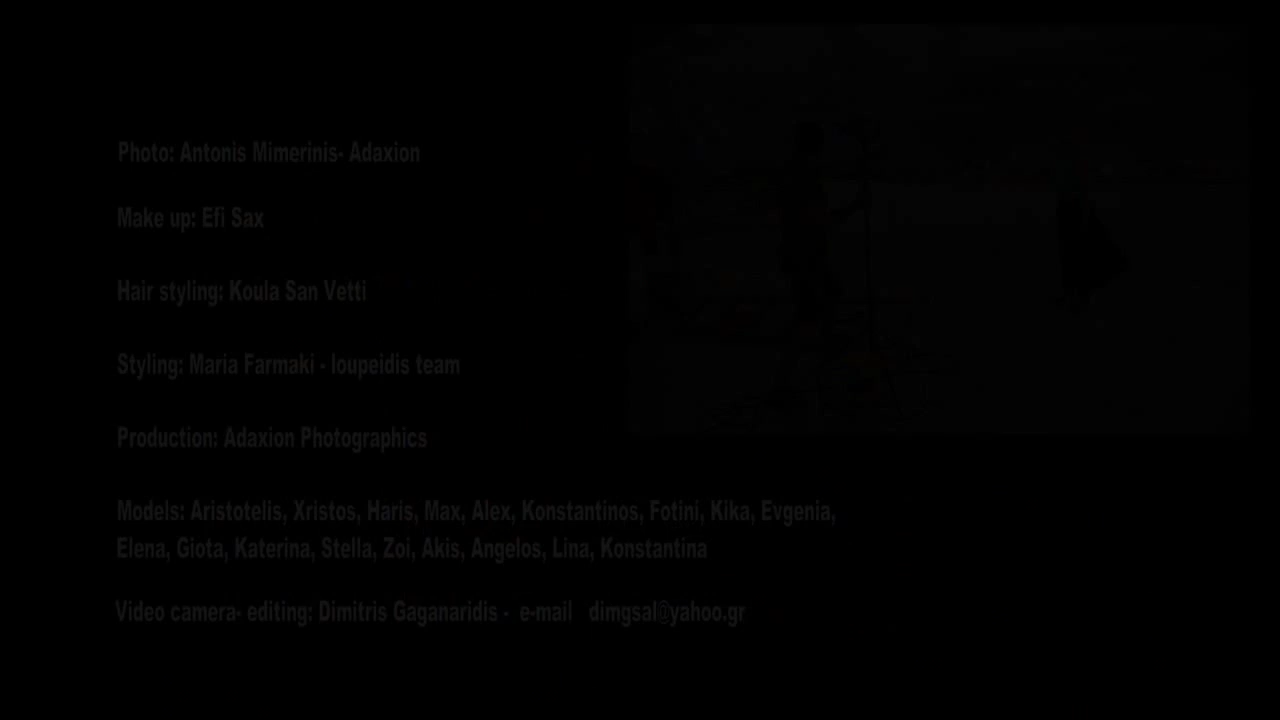 Photo: Antonis Mimerinis- Adaxion
Make up: Efi Sax
Hair styling: Koula San Vetti
Styling: Maria Farmaki - loupeidis team
Production: Adaxion Photographics
Models: Aristotelis, Xristos, Haris, Max, Alex, Konstantinos, Fotini, Kika, Evgenia,
Elena, Giota, Katerina, Stella, Zoi, Akis, Angelos, Lina, Konstantina
Video camera- editing: Dimitris Gaganaridis - e-mail dimgsal@yahoo.gr